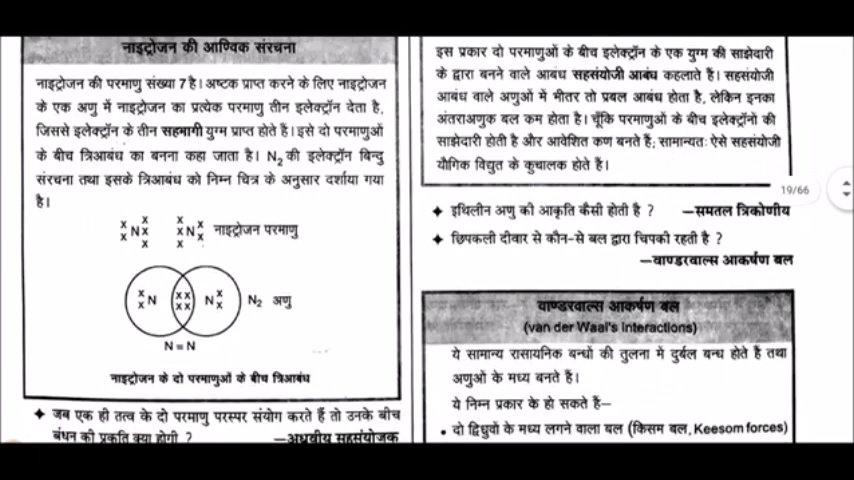 नाइट्रोजन की आण्विक संरचना
नाइट्रोजन की परमाणु संख्या 7 है। अष्टक प्राप्त करने के लिए नाइट्रोजन
के एक अणु में नाइट्रोजन का प्रत्येक परमाणु तीन इलेक्ट्रॉन देता है,
जिससे इलेक्ट्रॉन के तीन सहभागी युग्म प्राप्त होते हैं। इसे दो परमाणुओं
के बीच त्रिआबंध का बनना कहा जाता है। N₂ की इलेक्ट्रॉन बिन्दु
संरचना तथा इसके त्रिआबंध को निम्न चित्र के अनुसार दर्शाया गया
है।
N N नाइट्रोजन परमाणु
N N N₂ अणु
N ≡ N
नाइट्रोजन के दो परमाणुओं के बीच त्रिआबंध
✦ जब एक ही तत्व के दो परमाणु परस्पर संयोग करते हैं तो उनके बीच
बंधन की प्रकृति क्या होगी ? —अध्रुवीय सहसंयोजक
इस प्रकार दो परमाणुओं के बीच इलेक्ट्रॉन के एक युग्म की साझेदारी
के द्वारा बनने वाले आबंध सहसंयोजी आबंध कहलाते हैं। सहसंयोजी
आबंध वाले अणुओं में भीतर तो प्रबल आबंध होता है, लेकिन इनका
अंतराअणुक बल कम होता है। चूँकि परमाणुओं के बीच इलेक्ट्रॉनों की
साझेदारी होती है और आवेशित कण बनते हैं; सामान्यतः ऐसे सहसंयोजी
यौगिक विद्युत के कुचालक होते हैं।
19/66
✦ इथिलीन अणु की आकृति कैसी होती है ? —समतल त्रिकोणीय
✦ छिपकली दीवार से कौन-से बल द्वारा चिपकी रहती है ?
—वाण्डरवाल्स आकर्षण बल
वाण्डरवाल्स आकर्षण बल
(van der Waal's Interactions)
ये सामान्य रासायनिक बन्धों की तुलना में दुर्बल बन्ध होते हैं तथा
अणुओं के मध्य बनते हैं।
ये निम्न प्रकार के हो सकते हैं—
• दो द्विध्रुवों के मध्य लगने वाला बल (किसम बल, Keesom forces)